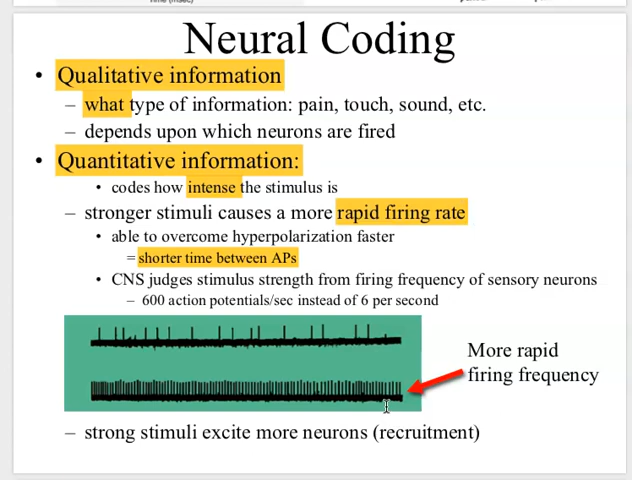 Neural Coding
• Qualitative information
– what type of information: pain, touch, sound, etc.
– depends upon which neurons are fired
• Quantitative information:
• codes how intense the stimulus is
– stronger stimuli causes a more rapid firing rate
• able to overcome hyperpolarization faster
= shorter time between APs
• CNS judges stimulus strength from firing frequency of sensory neurons
– 600 action potentials/sec instead of 6 per second
More rapid
firing frequency
– strong stimuli excite more neurons (recruitment)